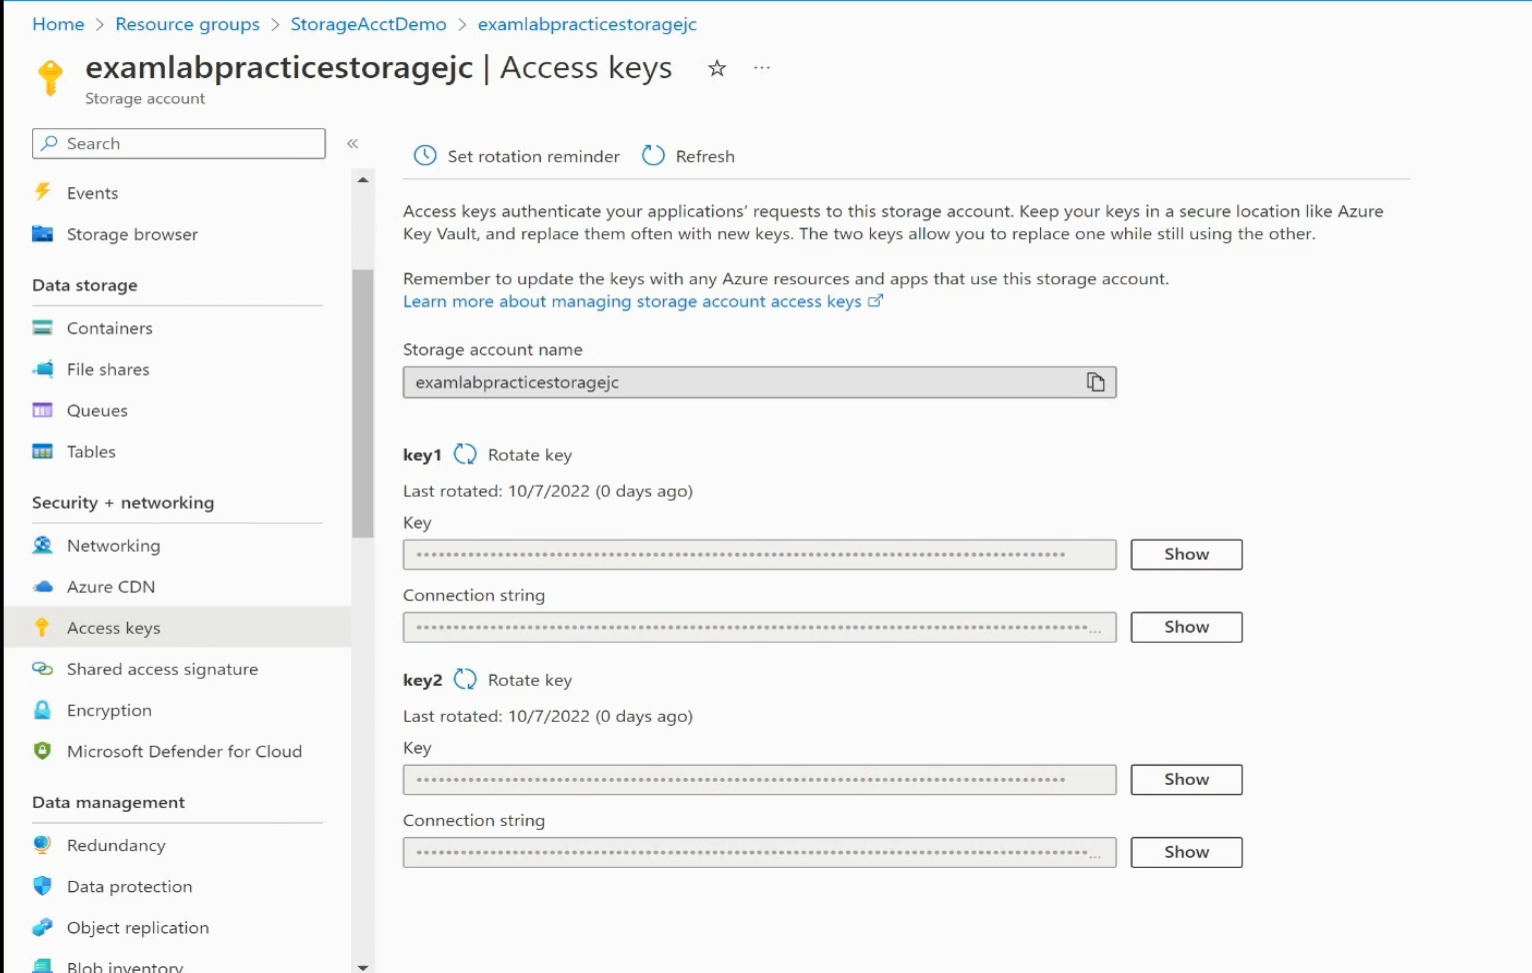 Home > Resource groups > StorageAcctDemo > examlabpracticestoragejc
examlabpracticestoragejc | Access keys ☆ ...
Storage account
Search «
Events
Storage browser
Data storage
Containers
File shares
Queues
Tables
Security + networking
Networking
Azure CDN
Access keys
Shared access signature
Encryption
Microsoft Defender for Cloud
Data management
Redundancy
Data protection
Object replication
Blob inventory
Set rotation reminder Refresh
Access keys authenticate your applications’ requests to this storage account. Keep your keys in a secure location like Azure
Key Vault, and replace them often with new keys. The two keys allow you to replace one while still using the other.
Remember to update the keys with any Azure resources and apps that use this storage account.
Learn more about managing storage account access keys
Storage account name
examlabpracticestoragejc
key1 Rotate key
Last rotated: 10/7/2022 (0 days ago)
Key
Show
Connection string
... Show
key2 Rotate key
Last rotated: 10/7/2022 (0 days ago)
Key
Show
Connection string
... Show